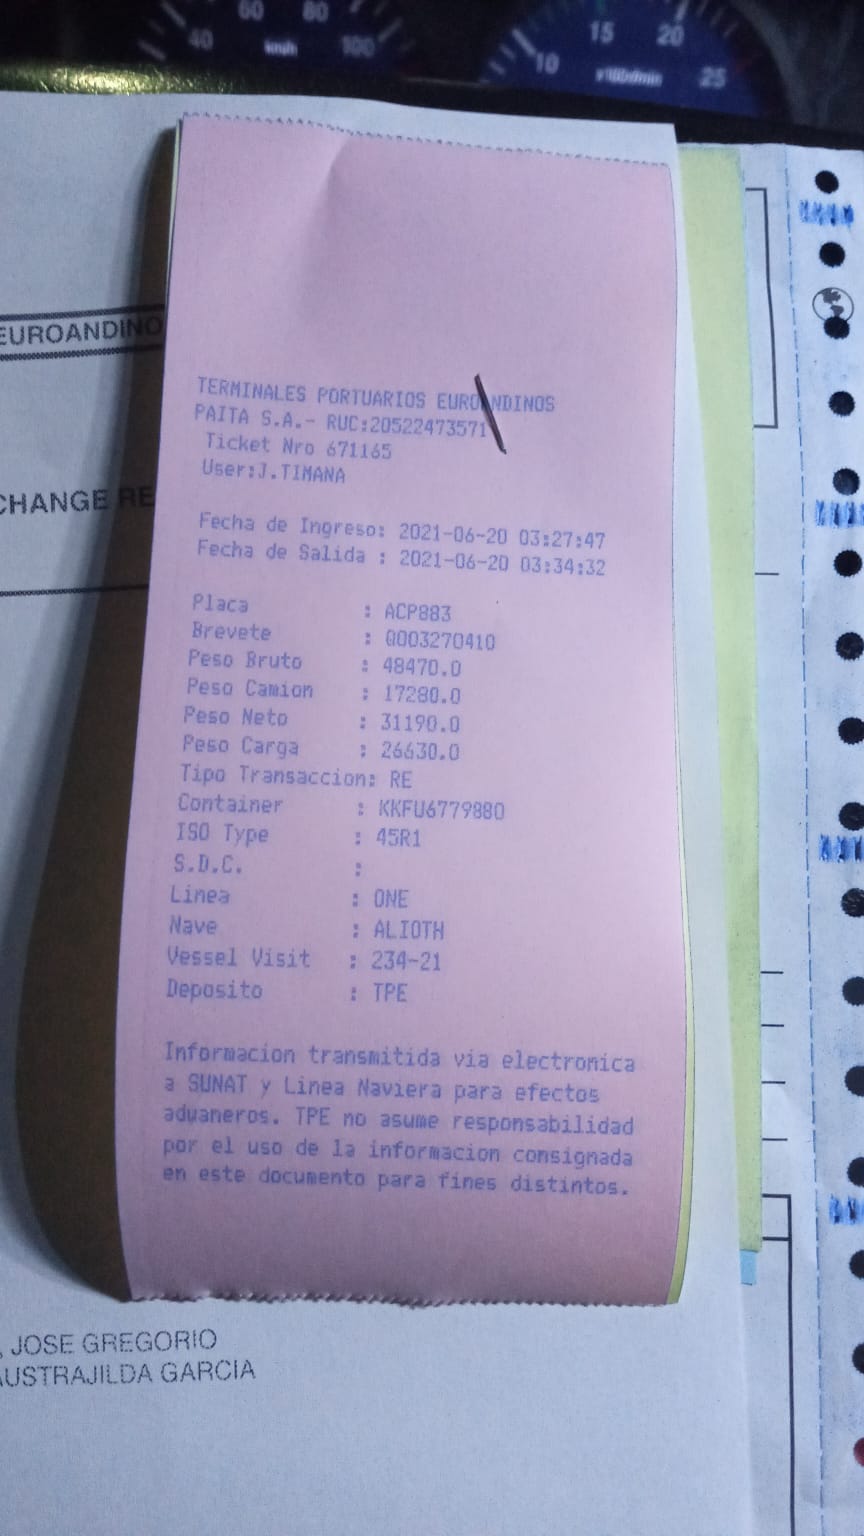 60 80
40 km/h 100
15 20
10 25
EUROANDINO
CHANGE RE
TERMINALES PORTUARIOS EUROANDINOS
PAITA S.A.- RUC:20522473571
Ticket Nro 671165
User:J.TIMANA
Fecha de Ingreso: 2021-06-20 03:27:47
Fecha de Salida : 2021-06-20 03:34:32
Placa : ACP883
Brevete : Q003270410
Peso Bruto : 48470.0
Peso Camion : 17280.0
Peso Neto : 31190.0
Peso Carga : 26630.0
Tipo Transaccion: RE
Container : KKFU6779880
ISO Type : 45R1
S.D.C. :
Linea : ONE
Nave : ALIOTH
Vessel Visit : 234-21
Deposito : TPE
Informacion transmitida via electronica
a SUNAT y Linea Naviera para efectos
aduaneros. TPE no asume responsabilidad
por el uso de la informacion consignada
en este documento para fines distintos.
, JOSE GREGORIO
AUSTRAJILDA GARCIA